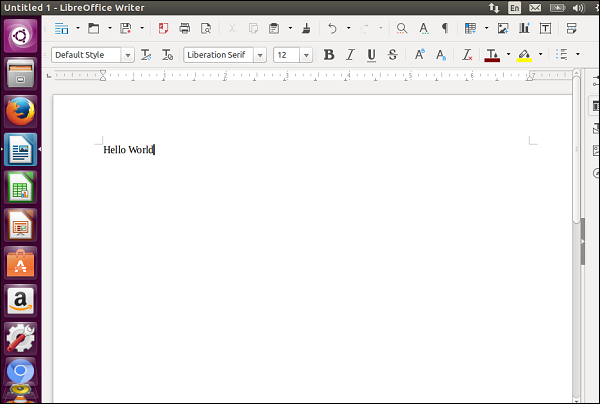 Untitled 1 - LibreOffice Writer
En
Default Style
Liberation Serif
12
Hello World